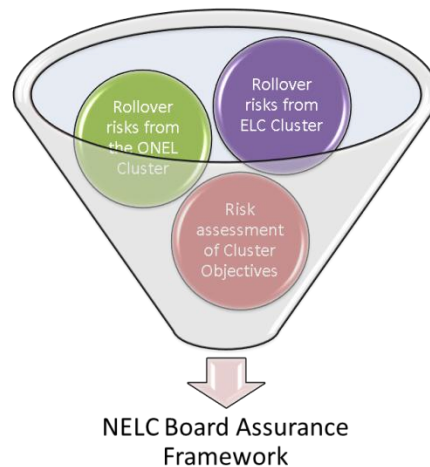 Rollover
risks from
the ONEL
Cluster
Rollover
risks from
ELC Cluster
Risk
assessment
of Cluster
Objectives
NELC Board Assurance
Framework